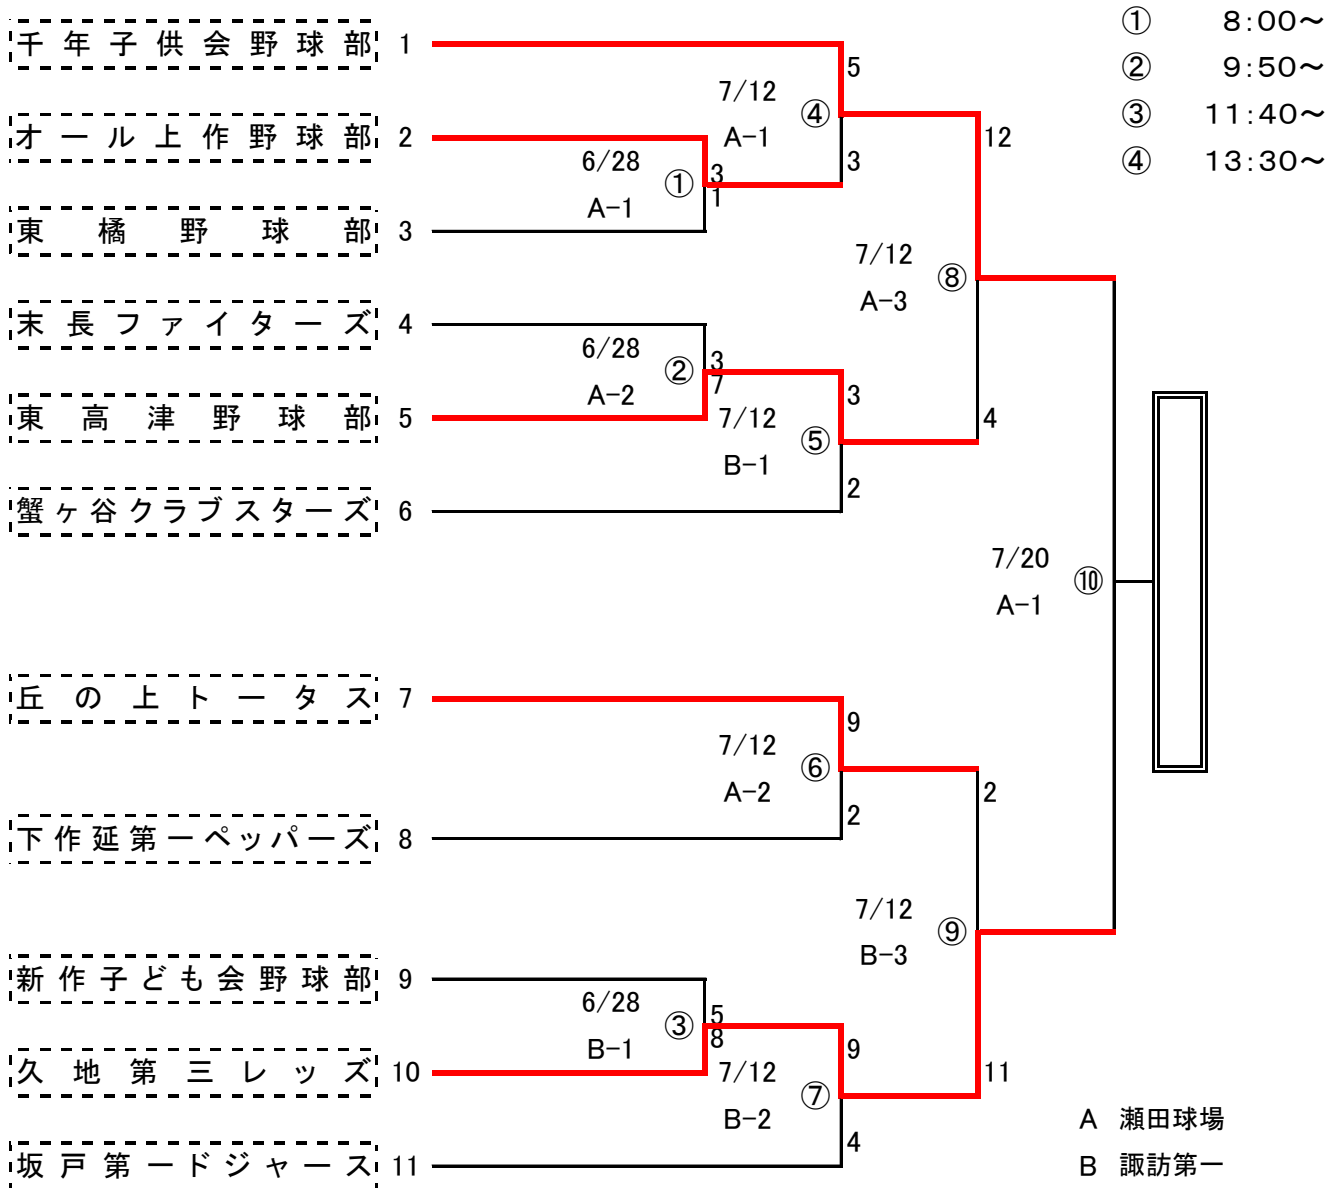 ① 8:00～
② 9:50～
③ 11:40～
④ 13:30～
千年子供会野球部 1
5
7/12 ④
A-1
オール上作野球部 2
12
6/28 ① 3
3
A-1 1
東橘野球部 3
7/12 ⑧
A-3
末長ファイターズ 4
6/28 ② 3
A-2 7
3
東高津野球部 5
7/12 ⑤
4
B-1
2
蟹ヶ谷クラブスターズ 6
7/20 ⑩
A-1
丘の上トータス 7
9
7/12 ⑥
A-2
2
2
下作延第一ペッパーズ 8
7/12 ⑨
B-3
新作子ども会野球部 9
6/28 ③ 5
B-1 8
9
久地第三レッズ 10
7/12 ⑦
11
B-2
4
坂戸第一ドジャース 11
A 瀬田球場
B 諏訪第一